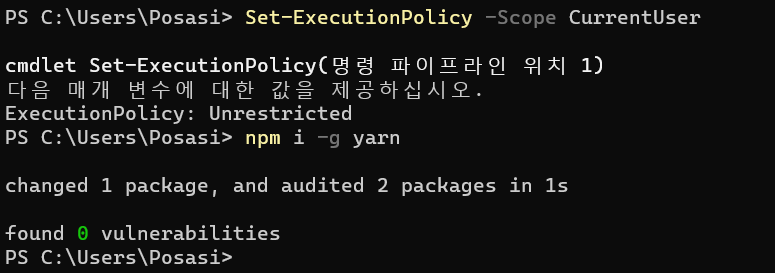 PS C:\Users\Posasi> Set-ExecutionPolicy -Scope CurrentUser
cmdlet Set-ExecutionPolicy(명령 파이프라인 위치 1)
다음 매개 변수에 대한 값을 제공하십시오.
ExecutionPolicy: Unrestricted
PS C:\Users\Posasi> npm i -g yarn
changed 1 package, and audited 2 packages in 1s
found 0 vulnerabilities
PS C:\Users\Posasi>